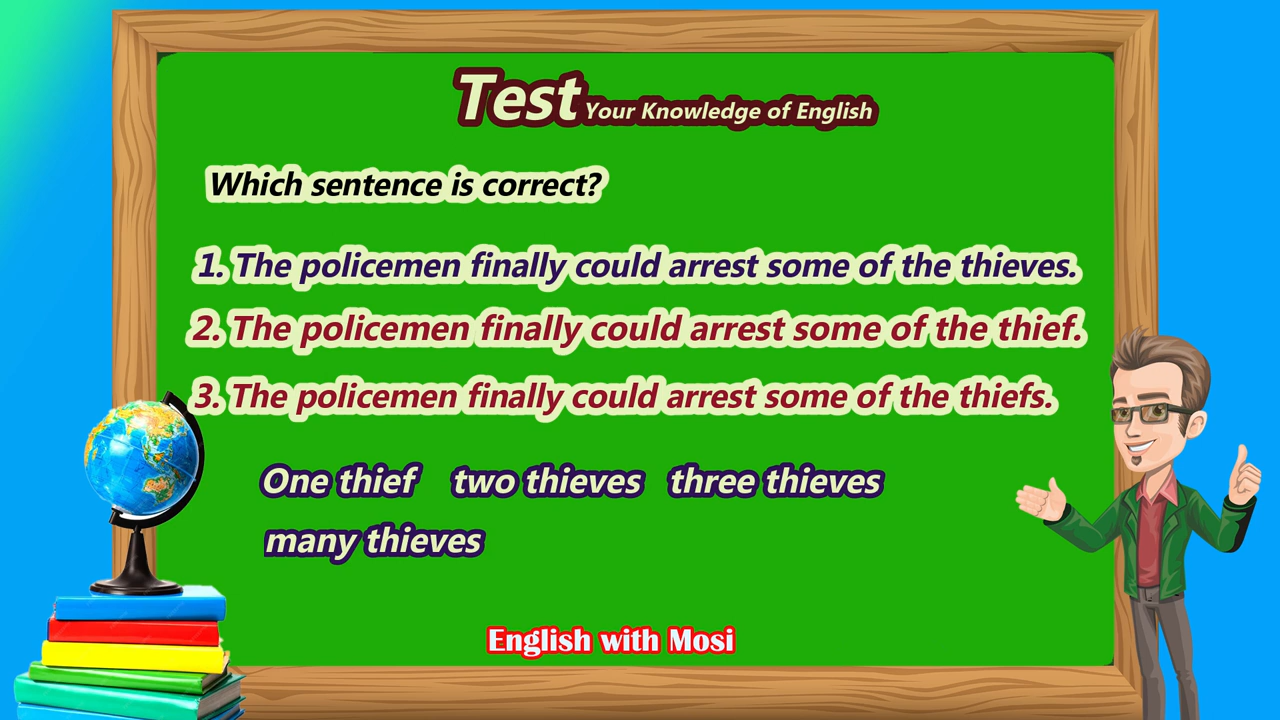 Test Your Knowledge of English
Which sentence is correct?
1. The policemen finally could arrest some of the thieves.
2. The policemen finally could arrest some of the thief.
3. The policemen finally could arrest some of the thiefs.
One thief two thieves three thieves
many thieves
English with Mosi